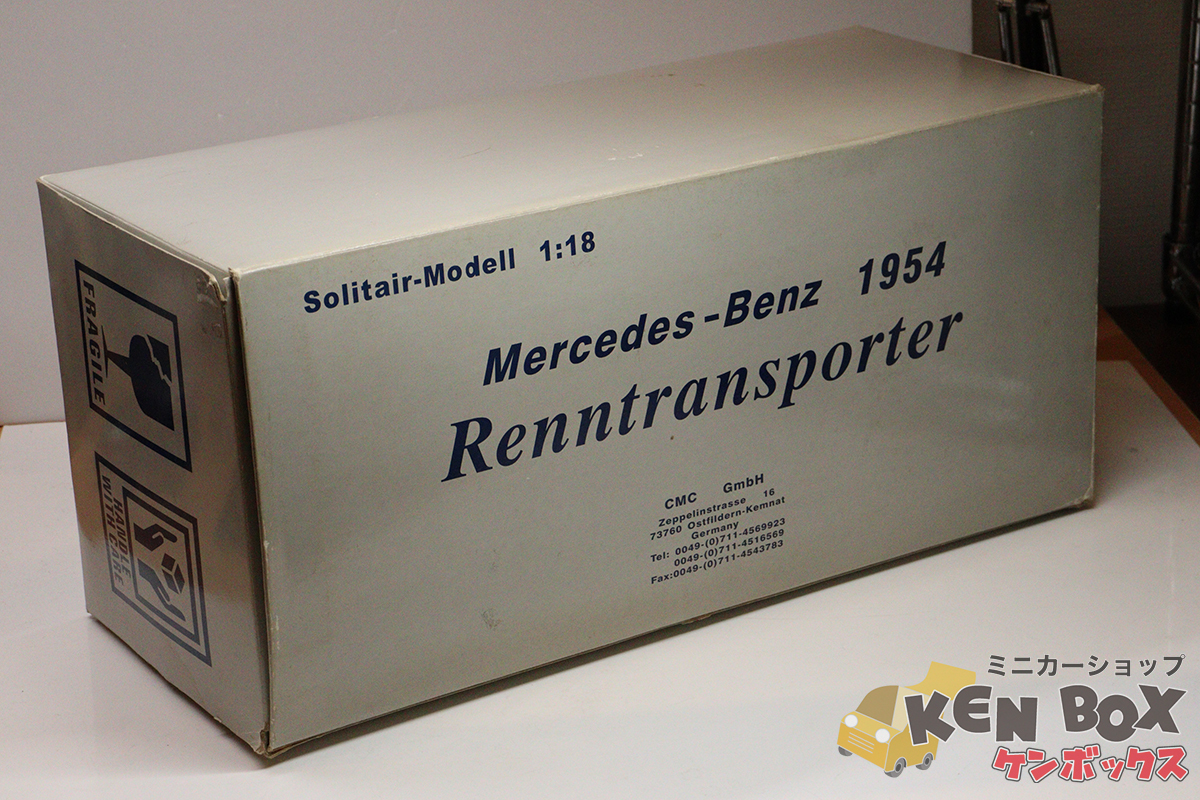 Solitair-Modell 1:18
Mercedes-Benz 1954
Renntransporter
CMC GmbH
Zeppelinstrasse 16
73760 Ostfildern-Kemnat
Germany
Tel: 0049-(0)711-4569923
0049-(0)711-4516569
Fax:0049-(0)711-4543783
FRAGILE
HANDLE
WITH CARE
ミニカーショップ
KEN BOX
ケンボックス